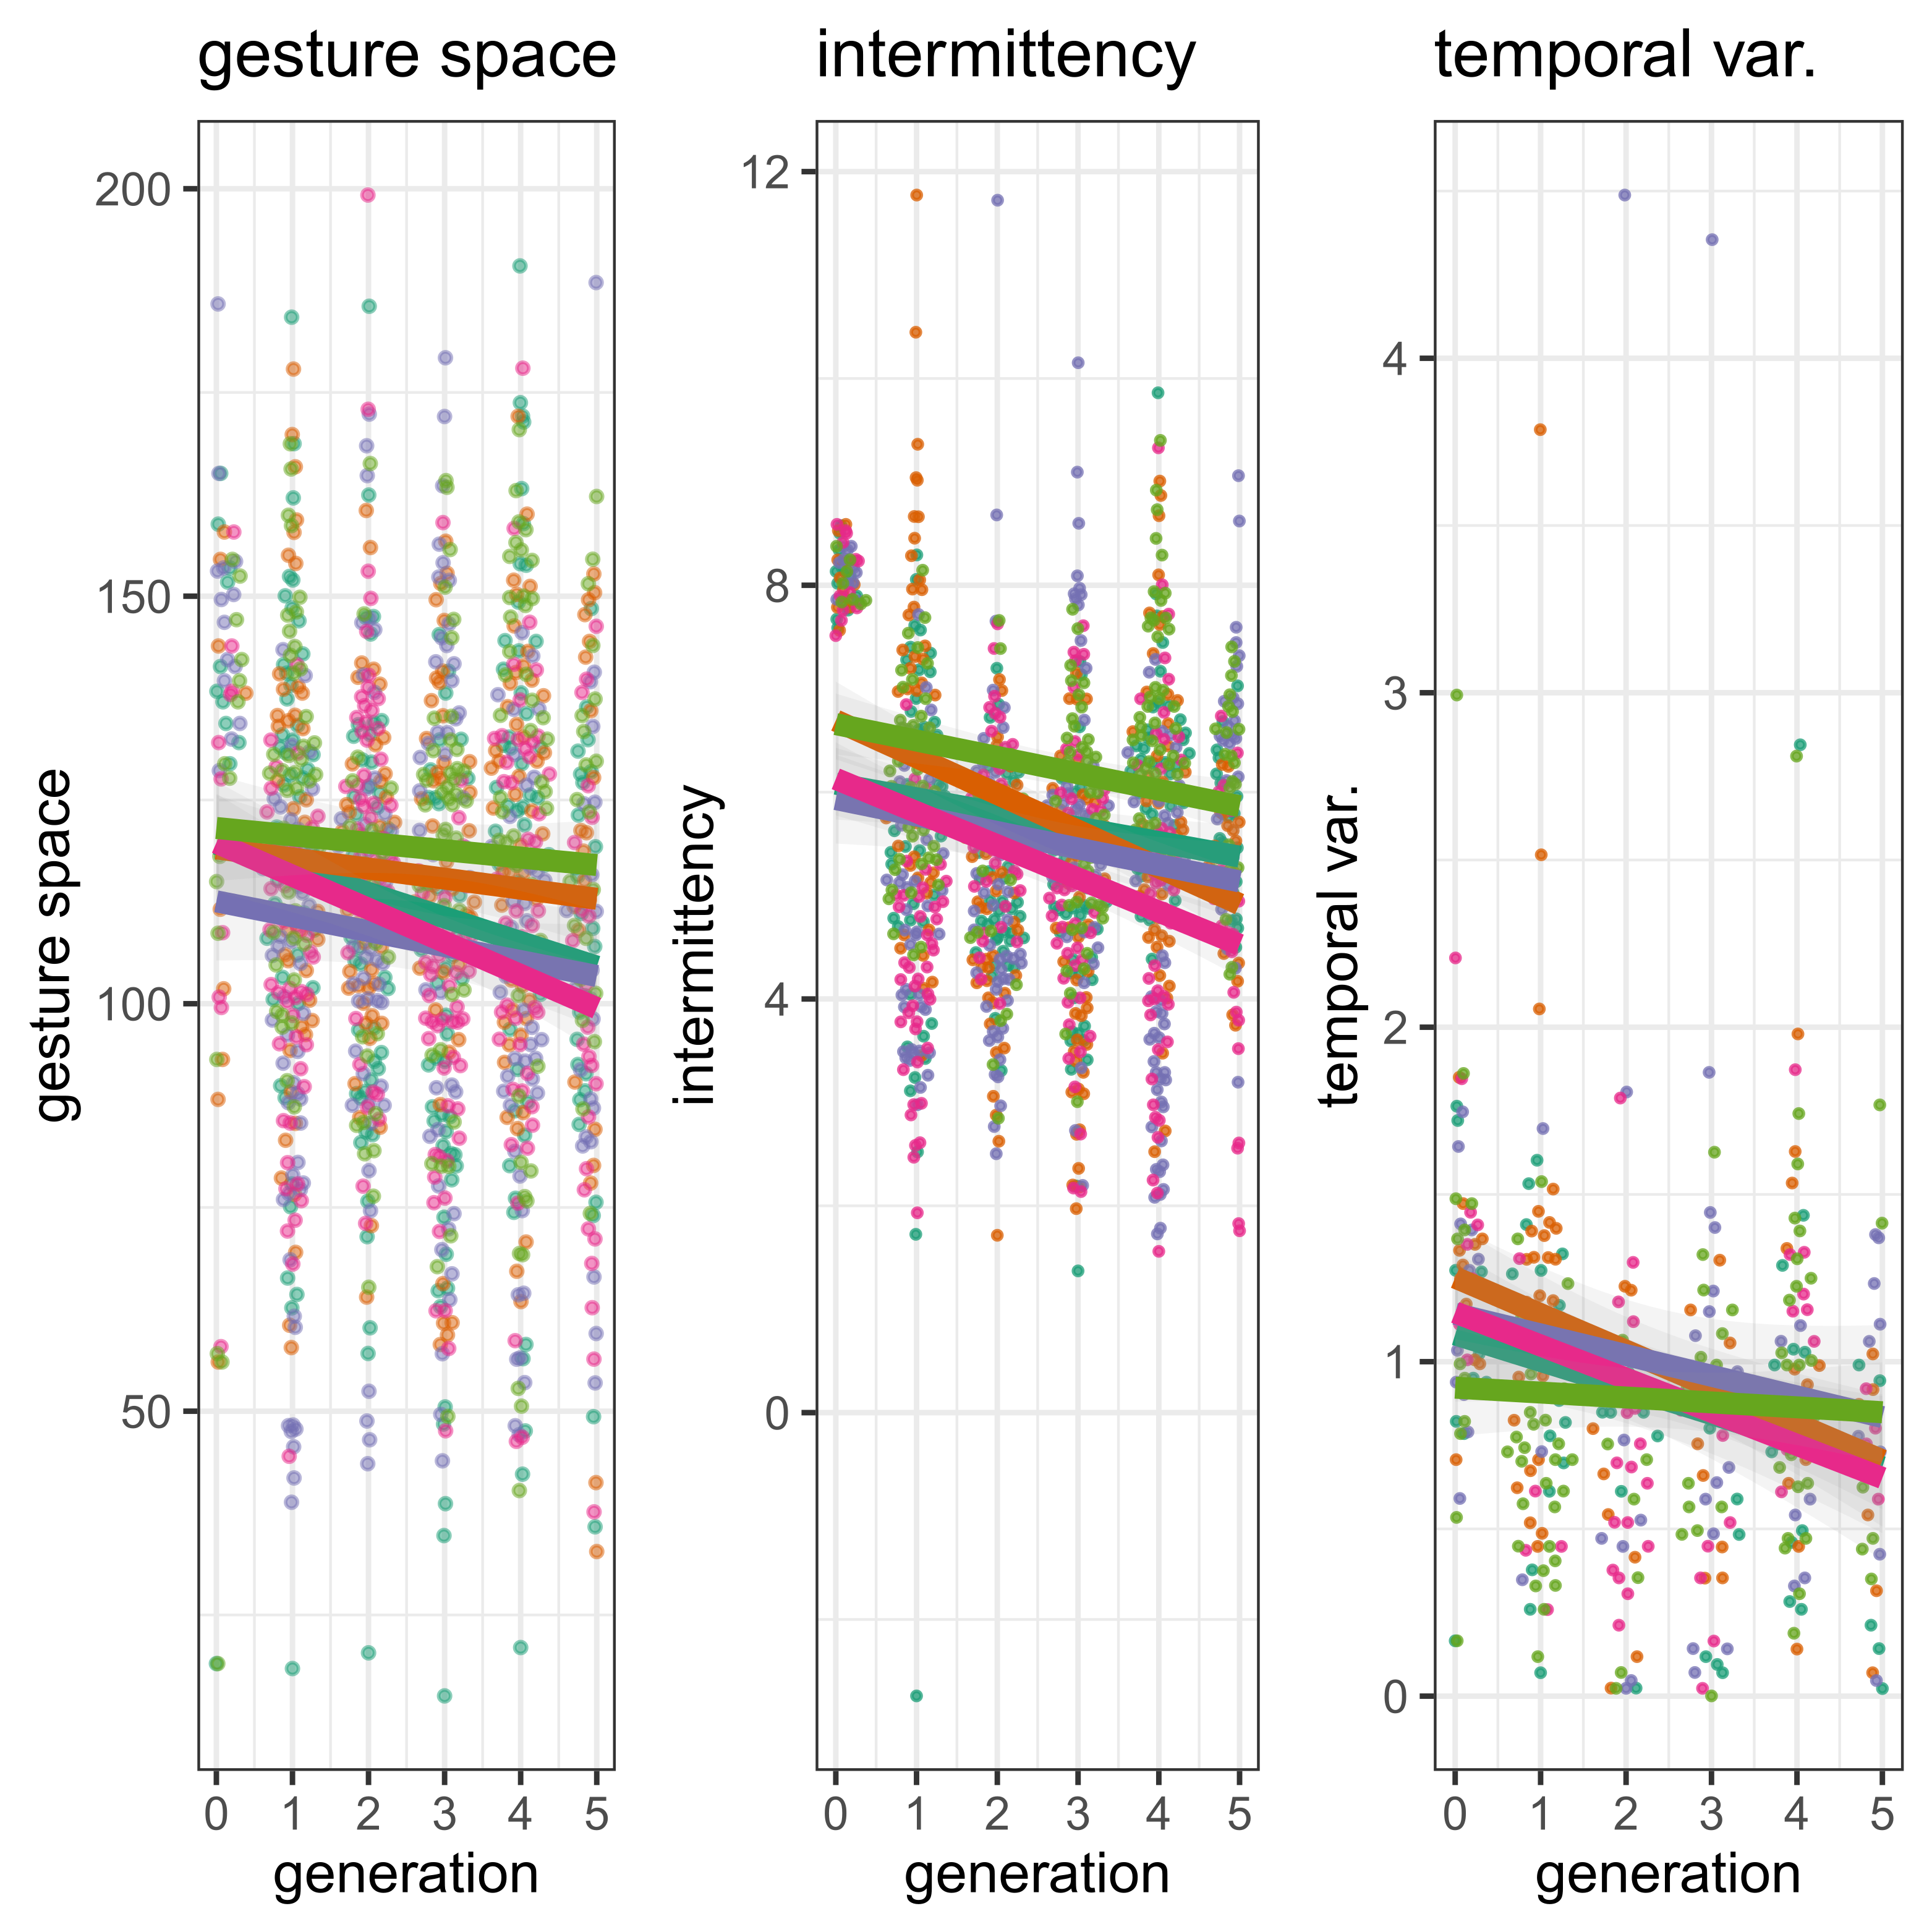 gesture space
intermittency
temporal var.
gesture space
200
150
100
50
0 1 2 3 4 5
generation
intermittency
12
8
4
0
0 1 2 3 4 5
generation
temporal var.
4
3
2
1
0
0 1 2 3 4 5
generation